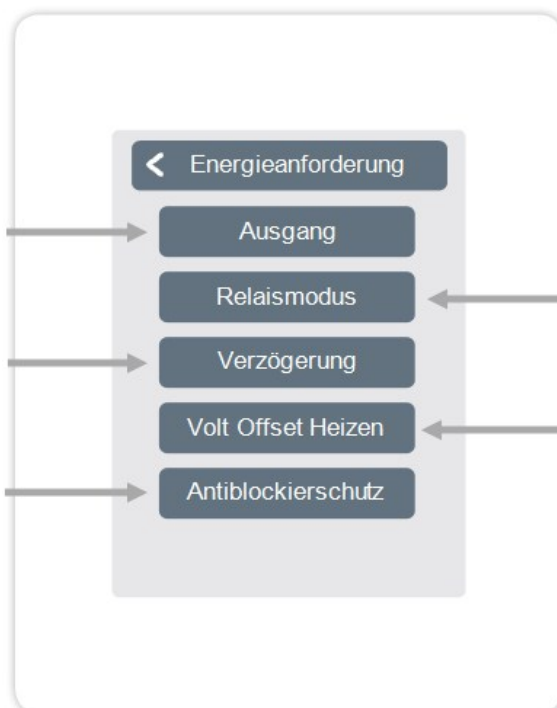 Energieanforderung
Ausgang
Relaismodus
Verzögerung
Volt Offset Heizen
Antiblockierschutz